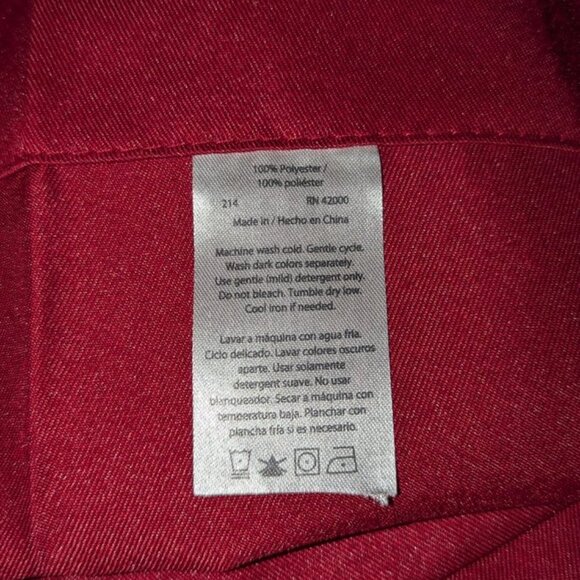 100% Polyester /
100% poliéster
214 RN 42000
Made in / Hecho en China
Machine wash cold. Gentle cycle.
Wash dark colors separately.
Use gentle (mild) detergent only.
Do not bleach. Tumble dry low.
Cool iron if needed.
Lavar a máquina con agua fría.
Ciclo delicado. Lavar colores oscuros
aparte. Usar solamente
detergent suave. No usar
blanqueador. Secar a máquina con
temperatura baja. Planchar con
plancha fría si es necesario.